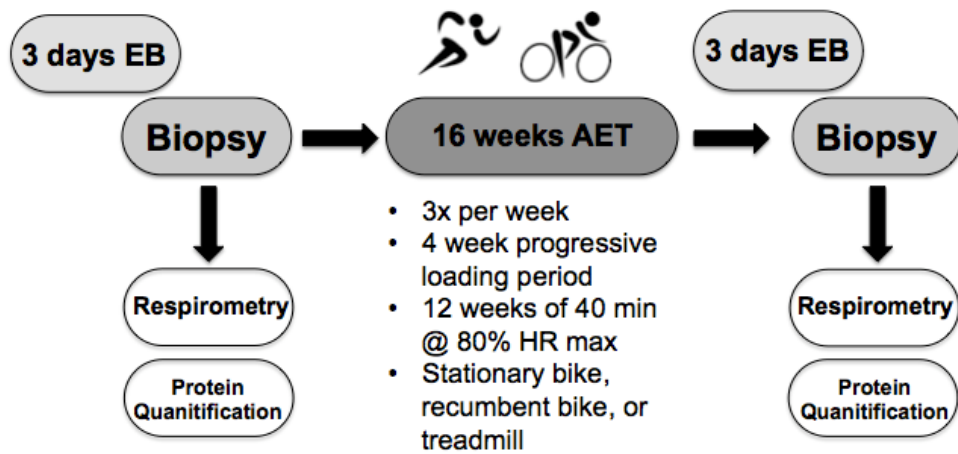 3 days EB
Biopsy
Respirometry
Protein
Quanitification
16 weeks AET
• 3x per week
• 4 week progressive
loading period
• 12 weeks of 40 min
@ 80% HR max
• Stationary bike,
recumbent bike, or
treadmill
3 days EB
Biopsy
Respirometry
Protein
Quanitification